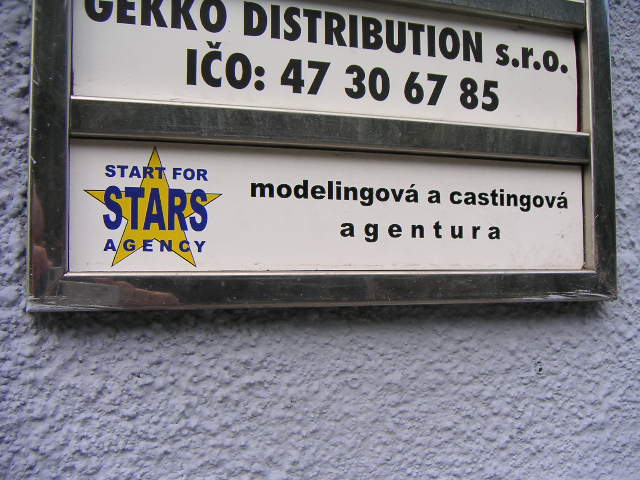 GEKKO DISTRIBUTION s.r.o.
IČO: 47 30 67 85
START FOR
STARS
AGENCY
modelingová a castingová
agentura